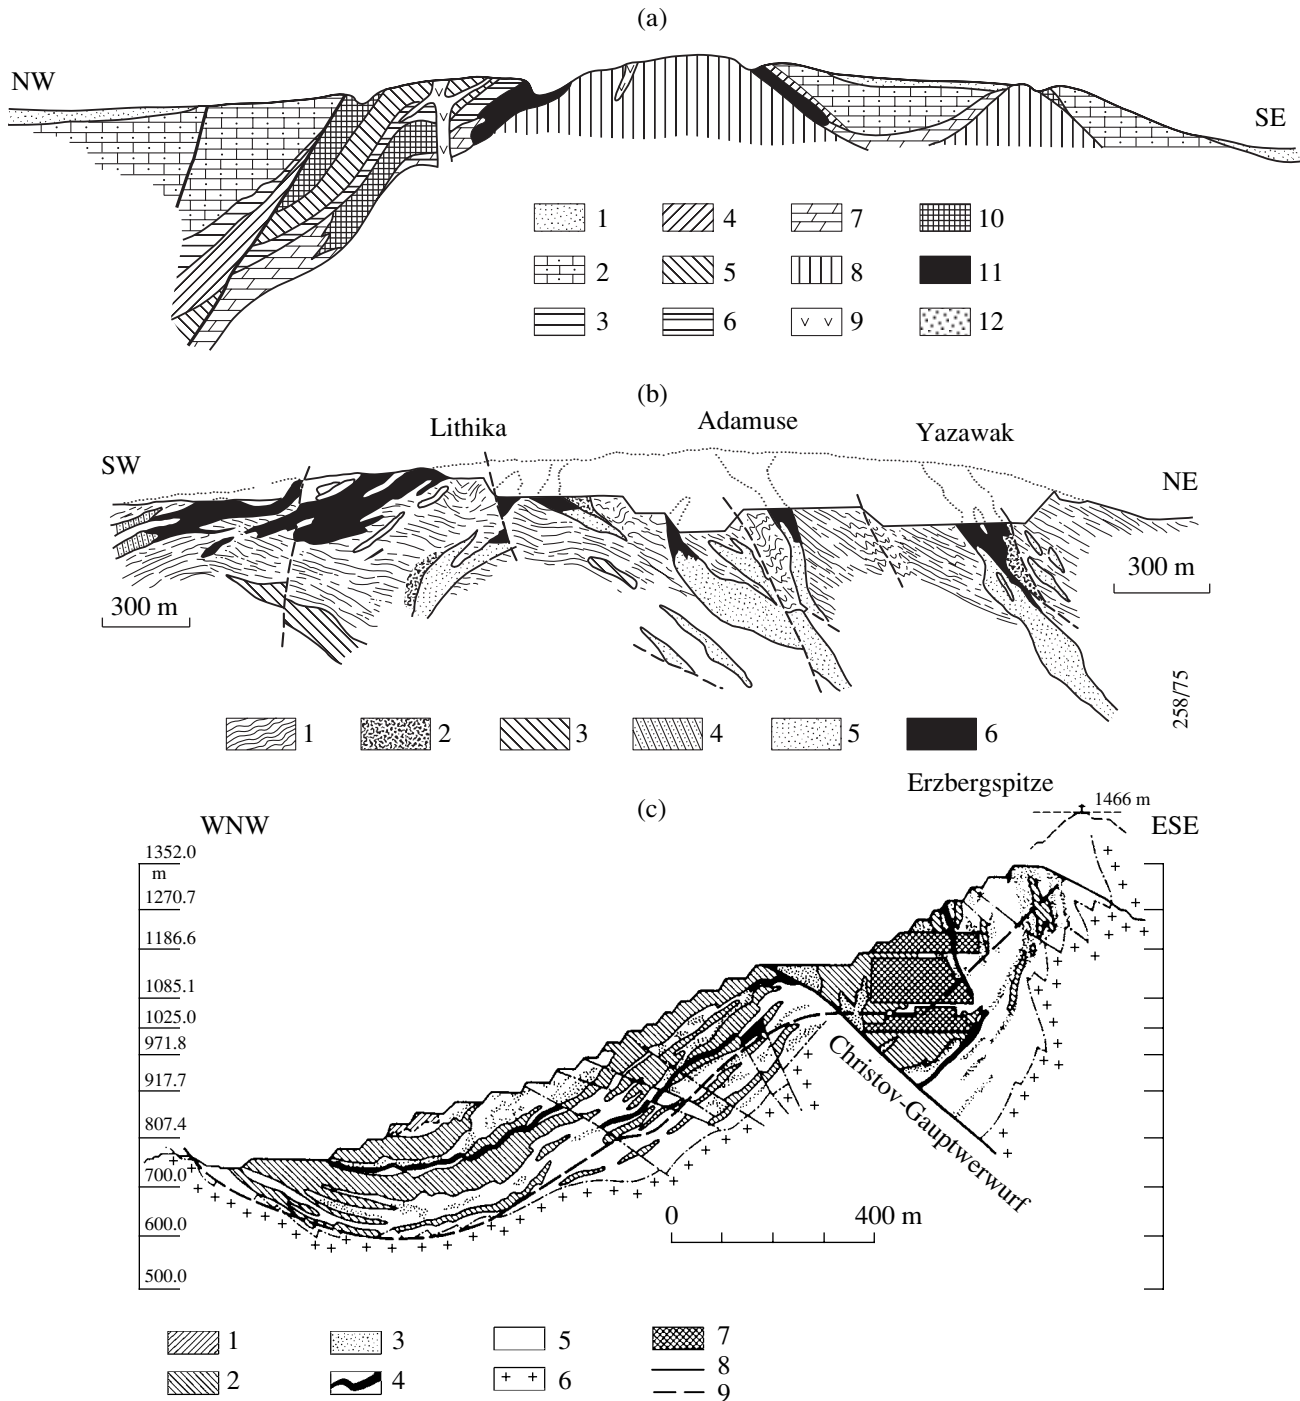 (a)
NW
SE
1 4 7 10
2 5 8 11
3 6 9 12
(b)
Lithika Adamuse Yazawak
SW
NE
300 m
300 m
258/75
1 2 3 4 5 6
Erzbergspitze
(c)
1466 m
WNW
ESE
1352.0
m
1270.7
1186.6
1085.1
1025.0
971.8
917.7
807.4
700.0
600.0
500.0
Christov-Gauptwerwurf
0 400 m
1 3 5 7
8
2 4 6
9